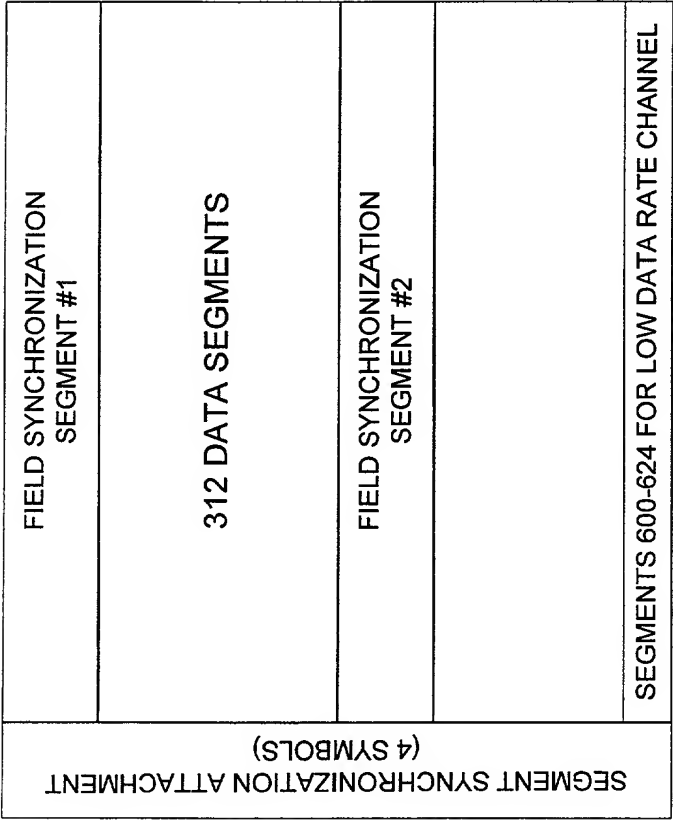 SEGMENT SYNCHRONIZATION ATTACHMENT
(4 SYMBOLS)
FIELD SYNCHRONIZATION
SEGMENT #1
312 DATA SEGMENTS
FIELD SYNCHRONIZATION
SEGMENT #2
SEGMENTS 600-624 FOR LOW DATA RATE CHANNEL